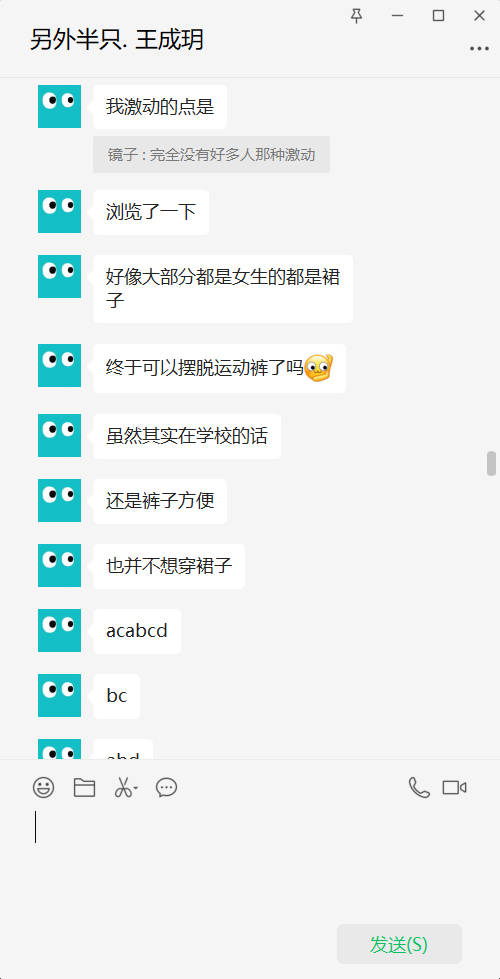 另外半只. 王成玥
我激动的点是
镜子 : 完全没有好多人那种激动
浏览了一下
好像大部分都是女生的都是裙
子
终于可以摆脱运动裤了吗
虽然其实在学校的话
还是裤子方便
也并不想穿裙子
acabcd
bc
abd
发送(S)